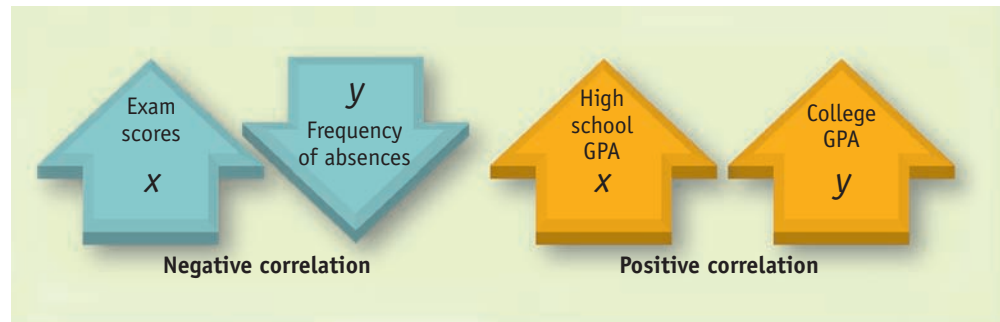 Exam
scores
x
y
Frequency
of absences
Negative correlation
High
school
GPA
x
College
GPA
y
Positive correlation